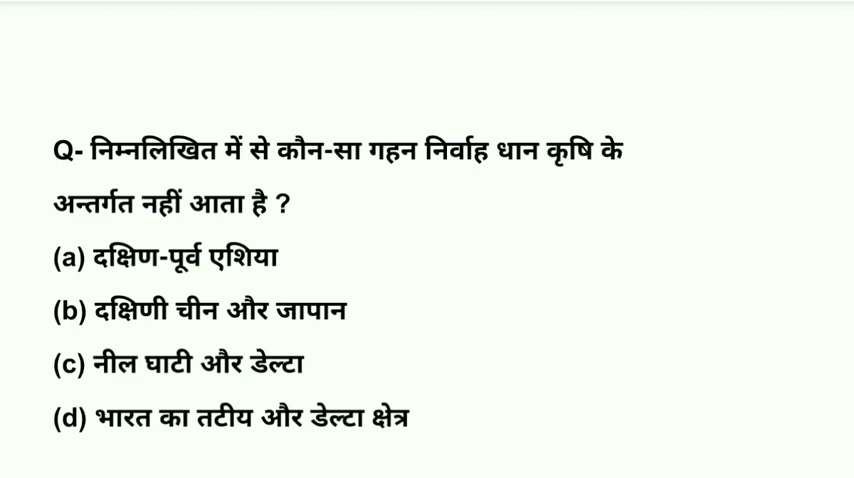 Q- निम्नलिखित में से कौन-सा गहन निर्वाह धान कृषि के
अन्तर्गत नहीं आता है ?
(a) दक्षिण-पूर्व एशिया
(b) दक्षिणी चीन और जापान
(c) नील घाटी और डेल्टा
(d) भारत का तटीय और डेल्टा क्षेत्र